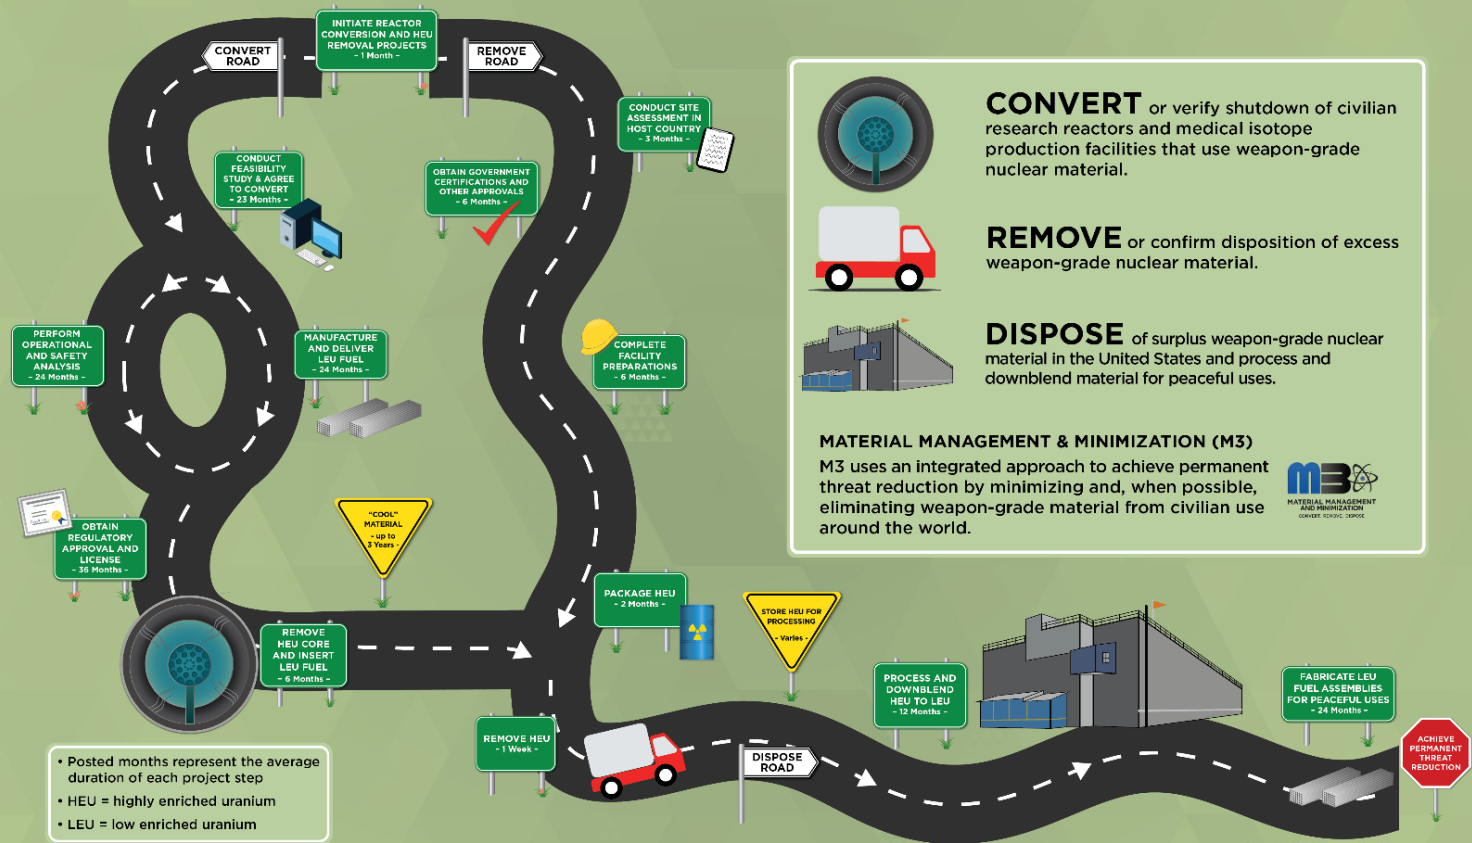 INITIATE REACTOR
CONVERSION AND HEU
REMOVAL PROJECTS
- 1 Month -
CONVERT
ROAD
REMOVE
ROAD
CONDUCT SITE
ASSESSMENT IN
HOST COUNTRY
- 3 Months -
CONDUCT
FEASIBILITY
STUDY & AGREE
TO CONVERT
- 23 Months -
OBTAIN GOVERNMENT
CERTIFICATIONS AND
OTHER APPROVALS
- 6 Months -
PERFORM
OPERATIONAL
AND SAFETY
ANALYSIS
- 24 Months -
MANUFACTURE
AND DELIVER
LEU FUEL
- 24 Months -
COMPLETE
FACILITY
PREPARATIONS
- 6 Months -
OBTAIN
REGULATORY
APPROVAL AND
LICENSE
- 36 Months -
"COOL"
MATERIAL
- up to
3 Years -
REMOVE
HEU CORE
AND INSERT
LEU FUEL
- 6 Months -
PACKAGE HEU
- 2 Months -
STORE HEU FOR
PROCESSING
- Varies -
REMOVE HEU
- 1 Week -
DISPOSE
ROAD
PROCESS AND
DOWNBLEND
HEU TO LEU
- 12 Months -
FABRICATE LEU
FUEL ASSEMBLIES
FOR PEACEFUL USES
- 24 Months -
ACHIEVE
PERMANENT
THREAT
REDUCTION
• Posted months represent the average
duration of each project step
• HEU = highly enriched uranium
• LEU = low enriched uranium
CONVERT or verify shutdown of civilian
research reactors and medical isotope
production facilities that use weapon-grade
nuclear material.
REMOVE or confirm disposition of excess
weapon-grade nuclear material.
DISPOSE of surplus weapon-grade nuclear
material in the United States and process and
downblend material for peaceful uses.
MATERIAL MANAGEMENT & MINIMIZATION (M3)
M3 uses an integrated approach to achieve permanent
threat reduction by minimizing and, when possible,
eliminating weapon-grade material from civilian use
around the world.
M3
MATERIAL MANAGEMENT
AND MINIMIZATION
CONVERT. REMOVE. DISPOSE